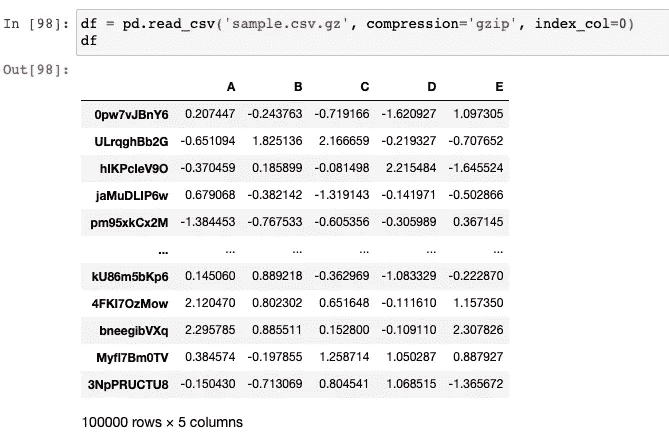 In [98]: df = pd.read_csv('sample.csv.gz', compression='gzip', index_col=0)
df
Out[98]:
A B C D E
0pw7vJBnY6 0.207447 -0.243763 -0.719166 -1.620927 1.097305
ULrqghBb2G -0.651094 1.825136 2.166659 -0.219327 -0.707652
hIKPcIeV9O -0.370459 0.185899 -0.081498 2.215484 -1.645524
jaMuDLIP6w 0.679068 -0.382142 -1.319143 -0.141971 -0.502866
pm95xkCx2M -1.384453 -0.767533 -0.605356 -0.305989 0.367145
... ... ... ... ... ...
kU86m5bKp6 0.145060 0.889218 -0.362969 -1.083329 -0.222870
4FKI7OzMow 2.120470 0.802302 0.651648 -0.111610 1.157350
bneegibVXq 2.295785 0.885511 0.152800 -0.109110 2.307826
Myfl7Bm0TV 0.384574 -0.197855 1.258714 1.050287 0.887927
3NpPRUCTU8 -0.150430 -0.713069 0.804541 1.068515 -1.365672
100000 rows × 5 columns